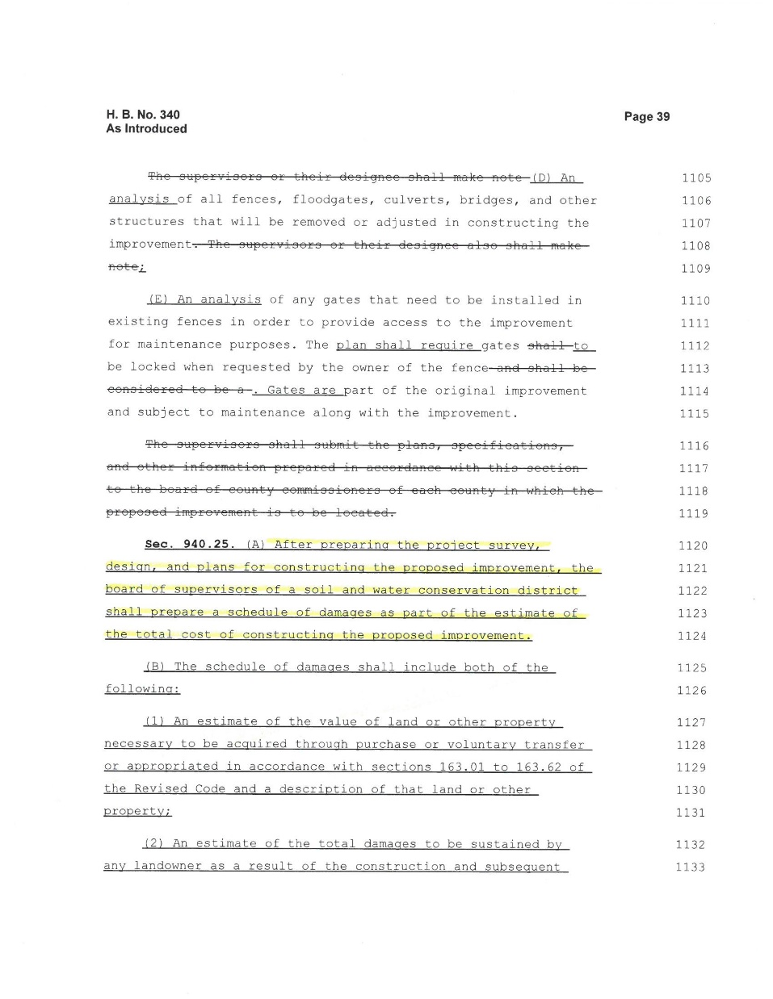 H. B. No. 340 Page 39
As Introduced
The supervisors or their designee shall make note (D) An 1105
analysis of all fences, floodgates, culverts, bridges, and other 1106
structures that will be removed or adjusted in constructing the 1107
improvement. The supervisors or their designee also shall make 1108
note; 1109
(E) An analysis of any gates that need to be installed in 1110
existing fences in order to provide access to the improvement 1111
for maintenance purposes. The plan shall require gates shall to 1112
be locked when requested by the owner of the fence and shall be 1113
considered to be a . Gates are part of the original improvement 1114
and subject to maintenance along with the improvement. 1115
The supervisors shall submit the plans, specifications, 1116
and other information prepared in accordance with this section 1117
to the board of county commissioners of each county in which the 1118
proposed improvement is to be located. 1119
Sec. 940.25. (A) After preparing the project survey, 1120
design, and plans for constructing the proposed improvement, the 1121
board of supervisors of a soil and water conservation district 1122
shall prepare a schedule of damages as part of the estimate of 1123
the total cost of constructing the proposed improvement. 1124
(B) The schedule of damages shall include both of the 1125
following: 1126
(1) An estimate of the value of land or other property 1127
necessary to be acquired through purchase or voluntary transfer 1128
or appropriated in accordance with sections 163.01 to 163.62 of 1129
the Revised Code and a description of that land or other 1130
property; 1131
(2) An estimate of the total damages to be sustained by 1132
any landowner as a result of the construction and subsequent 1133